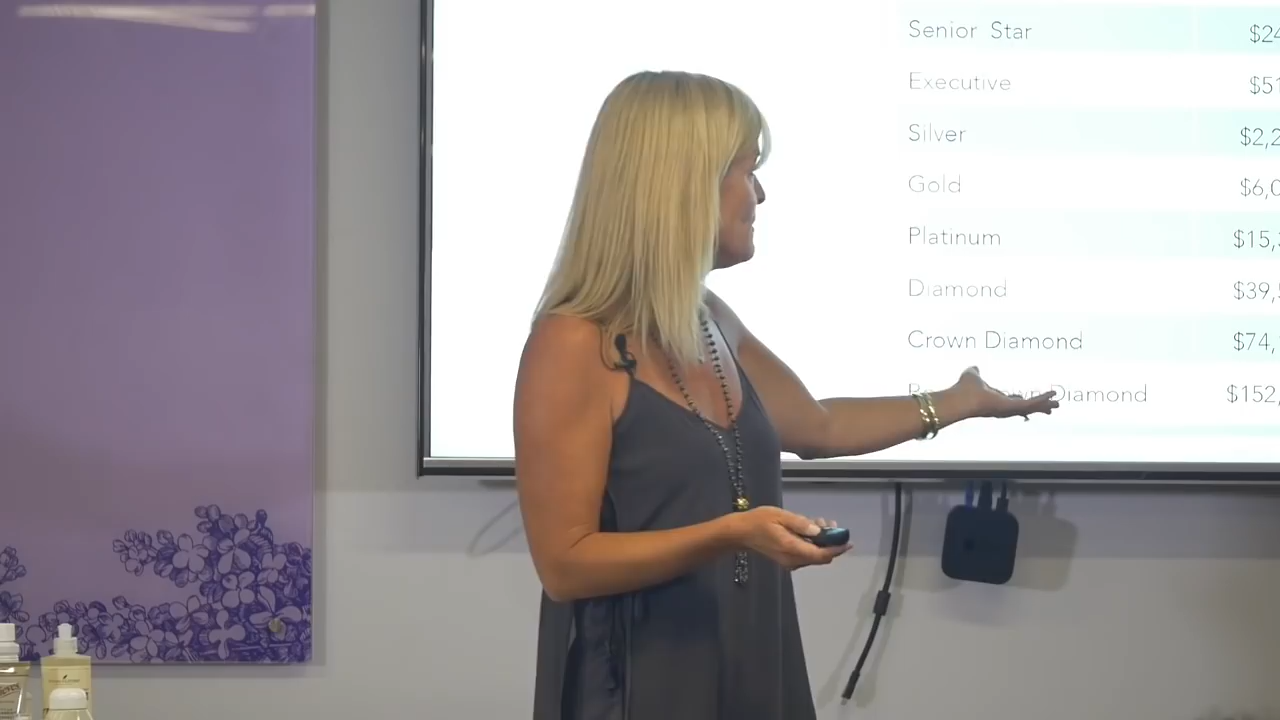 Senior Star $24
Executive $51
Silver $2,2
Gold $6,0
Platinum $15,
Diamond $39,
Crown Diamond $74,
Diamond $152,